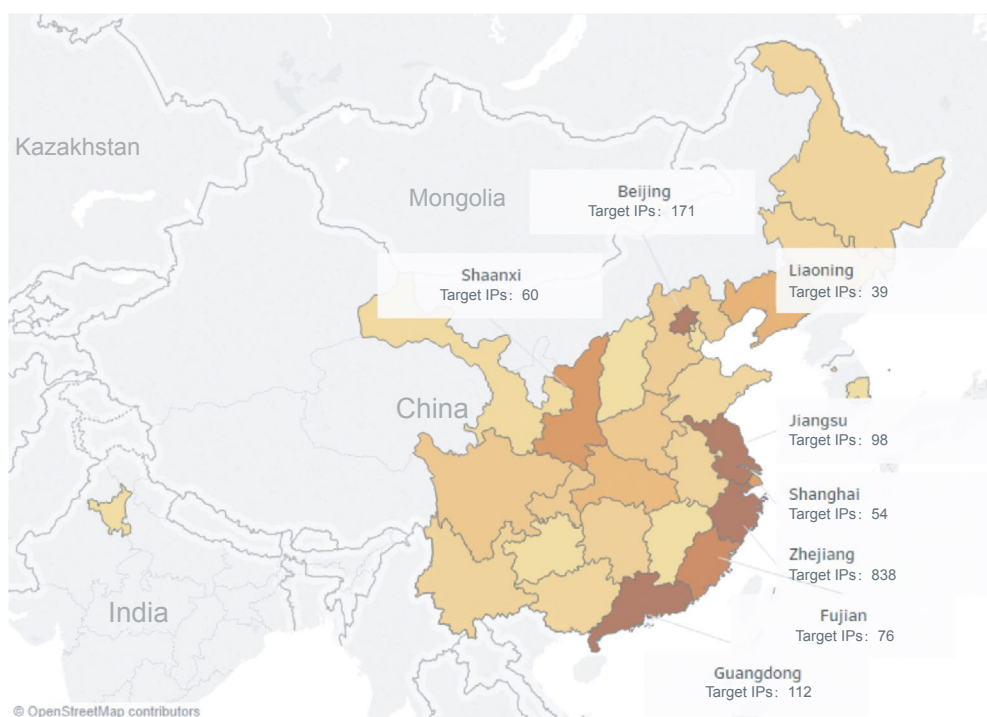 Kazakhstan
Mongolia
Beijing
Target IPs: 171
Shaanxi
Target IPs: 60
Liaoning
Target IPs: 39
China
Jiangsu
Target IPs: 98
Shanghai
Target IPs: 54
Zhejiang
Target IPs: 838
India
Fujian
Target IPs: 76
Guangdong
Target IPs: 112
© OpenStreetMap contributors